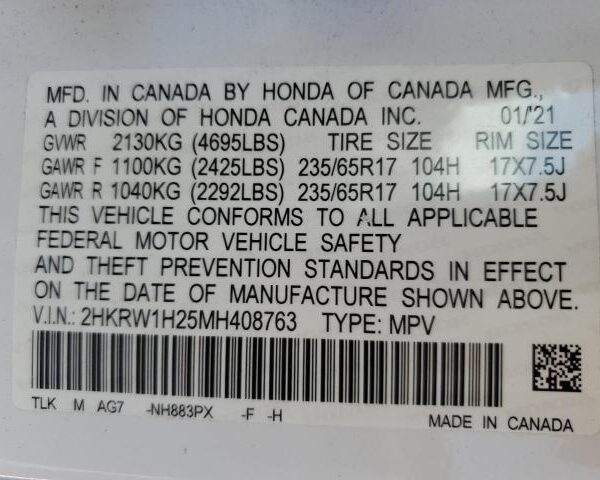 MFD. IN CANADA BY HONDA OF CANADA MFG.,
A DIVISION OF HONDA CANADA INC. 01/'21
GVWR 2130KG (4695LBS) TIRE SIZE RIM SIZE
GAWR F 1100KG (2425LBS) 235/65R17 104H 17X7.5J
GAWR R 1040KG (2292LBS) 235/65R17 104H 17X7.5J
THIS VEHICLE CONFORMS TO ALL APPLICABLE
FEDERAL MOTOR VEHICLE SAFETY
AND THEFT PREVENTION STANDARDS IN EFFECT
ON THE DATE OF MANUFACTURE SHOWN ABOVE.
V.I.N.: 2HKRW1H25MH408763 TYPE: MPV
TLK M AG7 -NH883PX -F -H
MADE IN CANADA